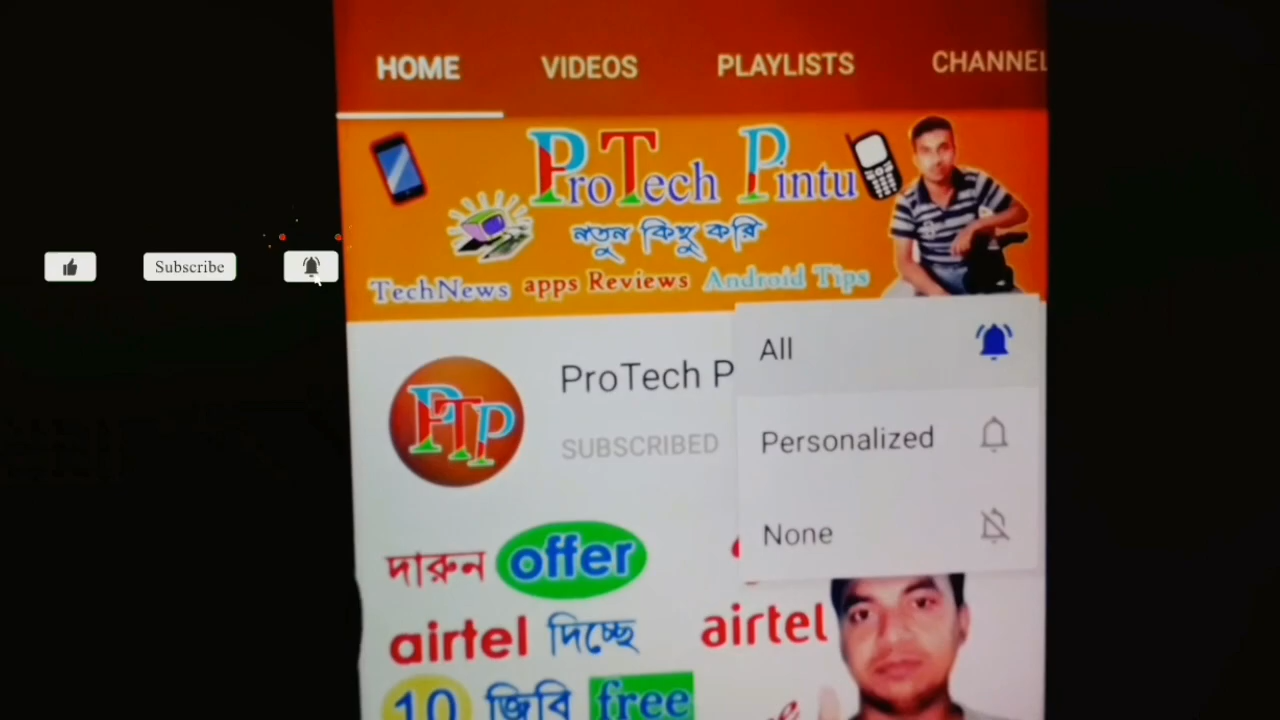 HOME VIDEOS PLAYLISTS CHANNEL
ProTech Pintu
নতুন কিছু করি
TechNews apps Reviews Android Tips
Subscribe
All
ProTech P
PTP
SUBSCRIBED
Personalized
None
দারুন offer
airtel দিচ্ছে
airtel
10 জিবি free